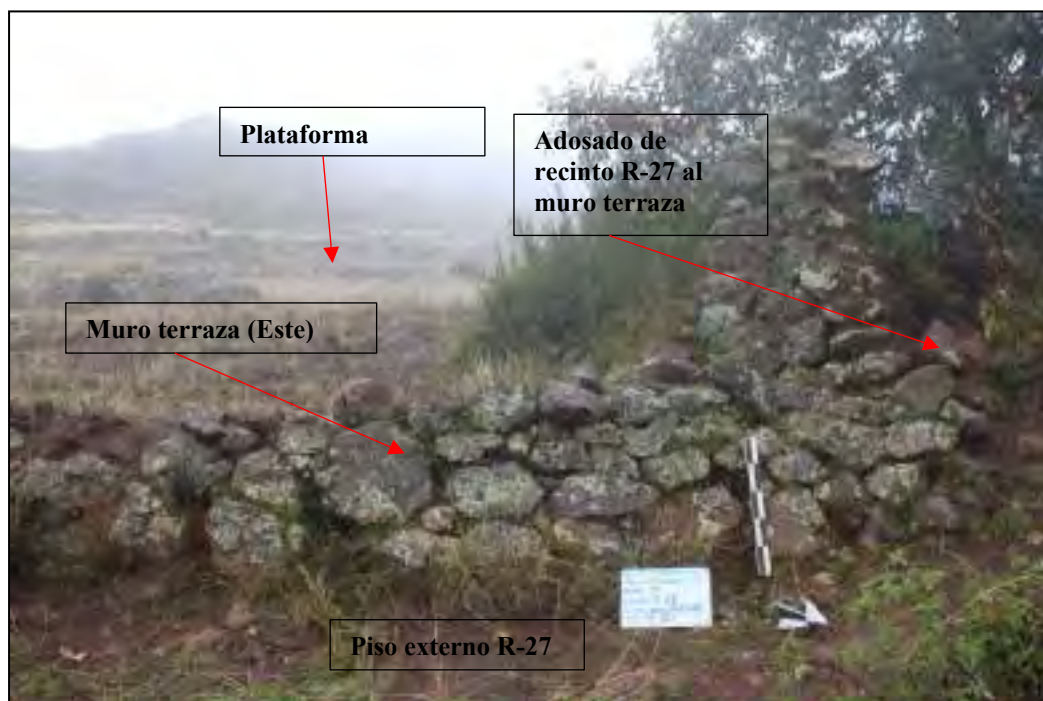 Plataforma
Adosado de
recinto R-27 al
muro terraza
Muro terraza (Este)
Piso externo R-27